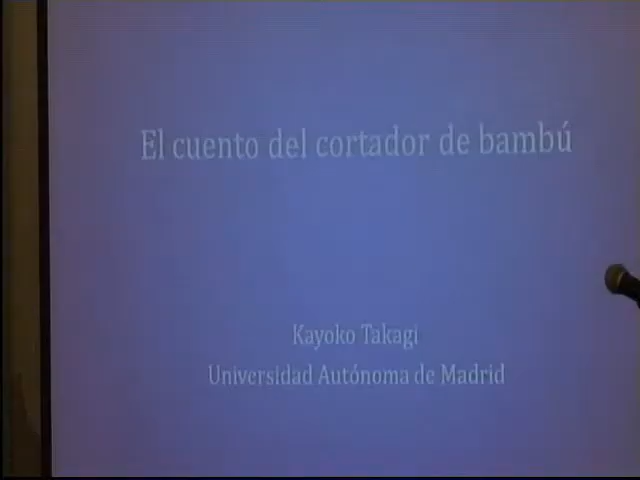 El cuento del cortador de bambú
Kayoko Takagi
Universidad Autónoma de Madrid